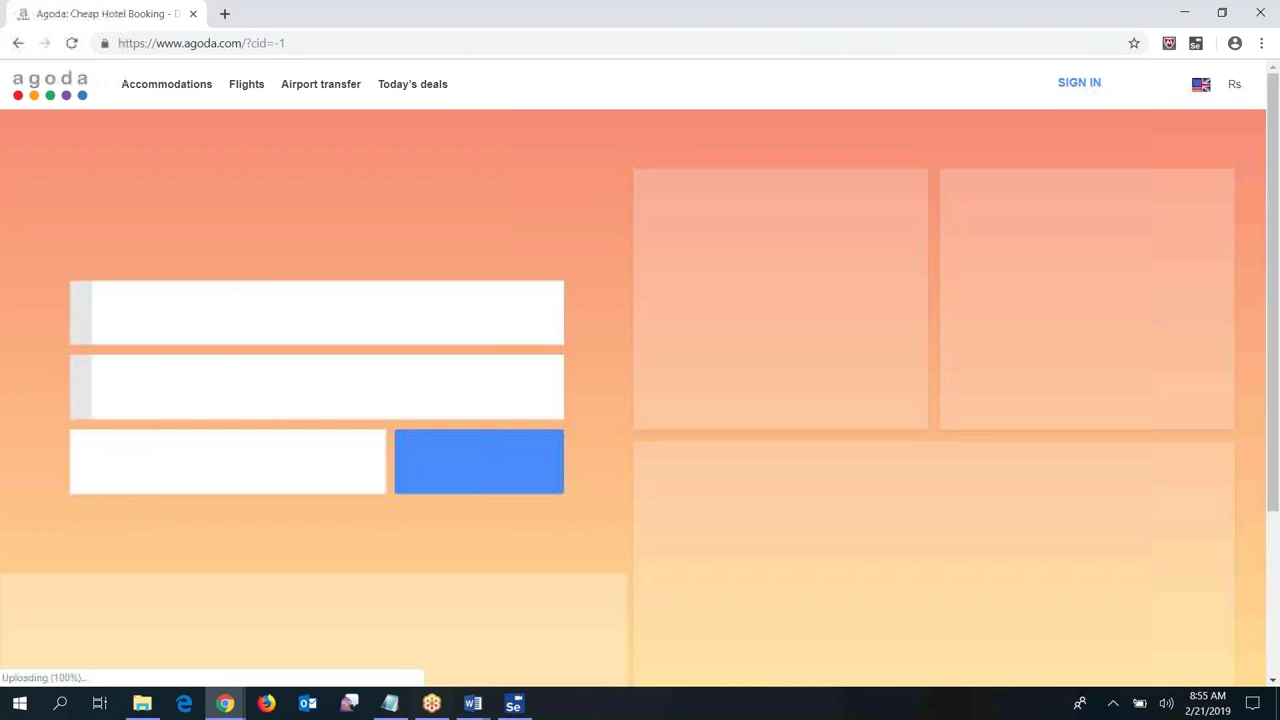 Agoda: Cheap Hotel Booking - D
https://www.agoda.com/?cid=-1
agoda
Accommodations Flights Airport transfer Today's deals SIGN IN Rs.
Uploading (100%)...
8:55 AM
2/21/2019